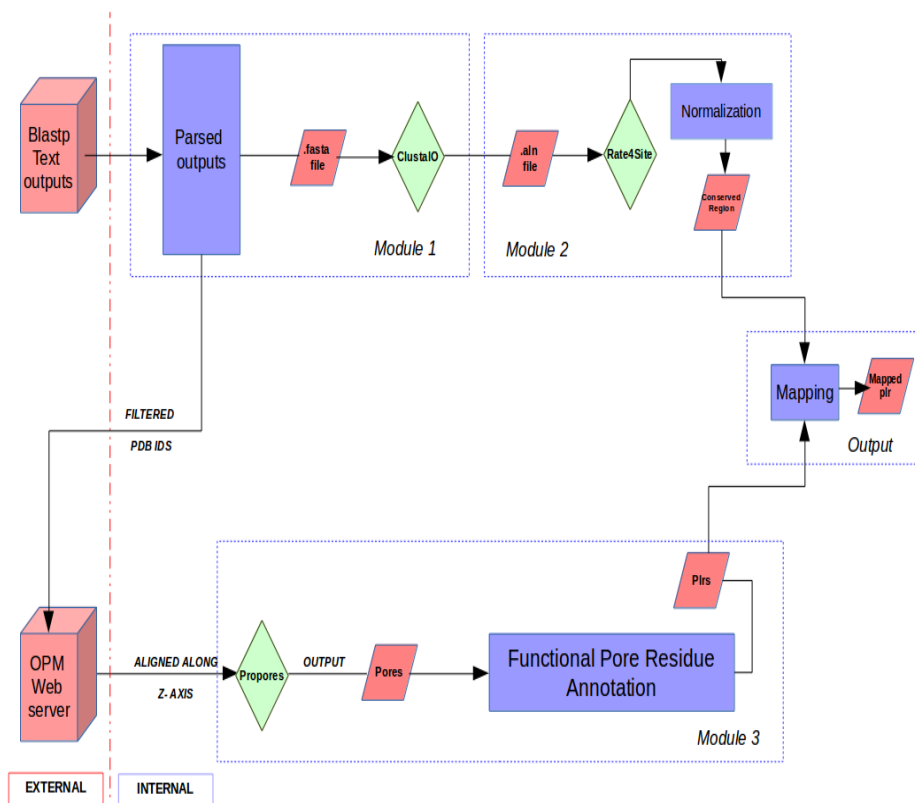 Blastp
Text
outputs
Parsed
outputs
.fasta
file
ClustalO
Module 1
.aln
file
Rate4Site
Normalization
Conserved
Region
Module 2
FILTERED
PDB IDS
Mapping
Mapped
plr
Output
OPM
Web
server
ALIGNED ALONG
Z- AXIS
Propores
OUTPUT
Pores
Functional Pore Residue
Annotation
Plrs
Module 3
EXTERNAL
INTERNAL